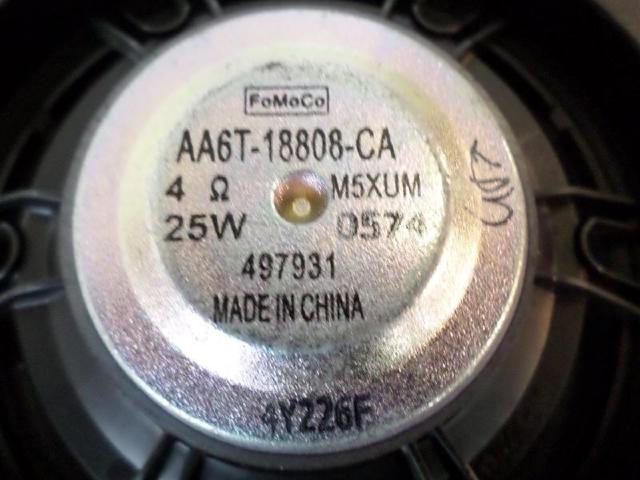 FoMoCo
AA6T-18808-CA
4 Ω M5XUM
25W 0574
497931
MADE IN CHINA
4Y226F